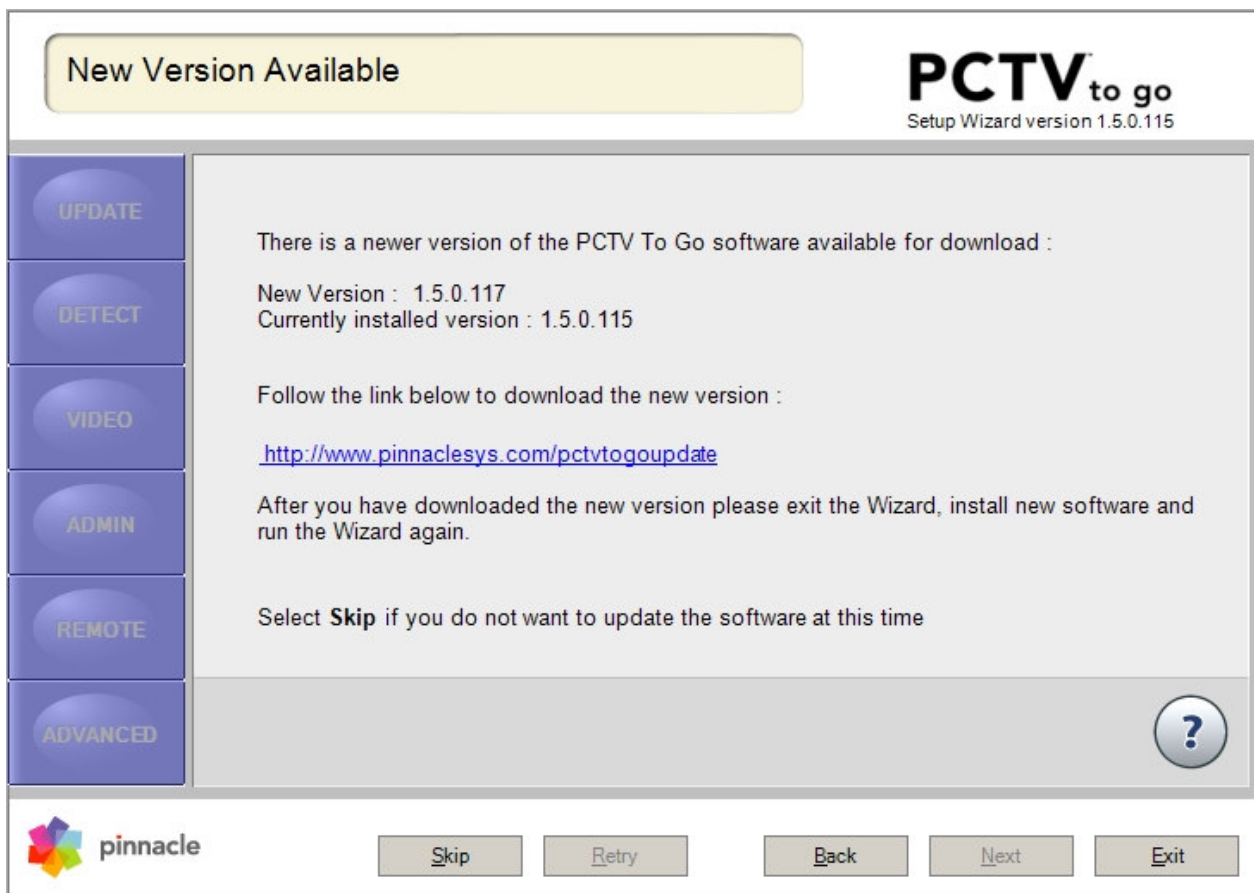 New Version Available
PCTV to go
Setup Wizard version 1.5.0.115
UPDATE
DETECT
VIDEO
ADMIN
REMOTE
ADVANCED
There is a newer version of the PCTV To Go software available for download :
New Version : 1.5.0.117
Currently installed version : 1.5.0.115
Follow the link below to download the new version :
http://www.pinnaclesys.com/pctvtogoupdate
After you have downloaded the new version please exit the Wizard, install new software and
run the Wizard again.
Select Skip if you do not want to update the software at this time
?
pinnacle
Skip
Retry
Back
Next
Exit